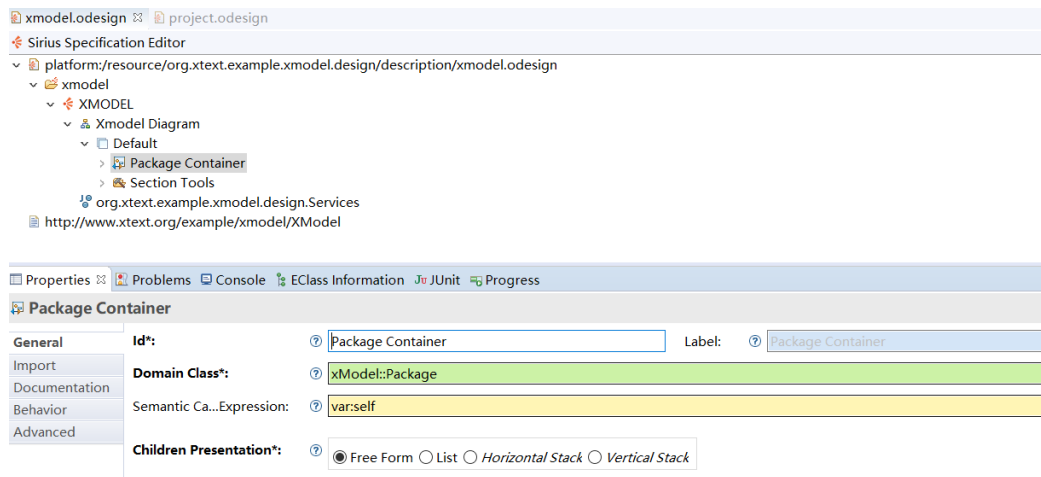 xmodel.odesign project.odesign
Sirius Specification Editor
platform:/resource/org.xtext.example.xmodel.design/description/xmodel.odesign
xmodel
XMODEL
Xmodel Diagram
Default
Package Container
Section Tools
org.xtext.example.xmodel.design.Services
http://www.xtext.org/example/xmodel/XModel
Properties Problems Console EClass Information JUnit Progress
Package Container
General Id*: Package Container Label: Package Container
Import
Domain Class*: xModel::Package
Documentation
Behavior Semantic Ca...Expression: var:self
Advanced
Children Presentation*: Free Form List Horizontal Stack Vertical Stack